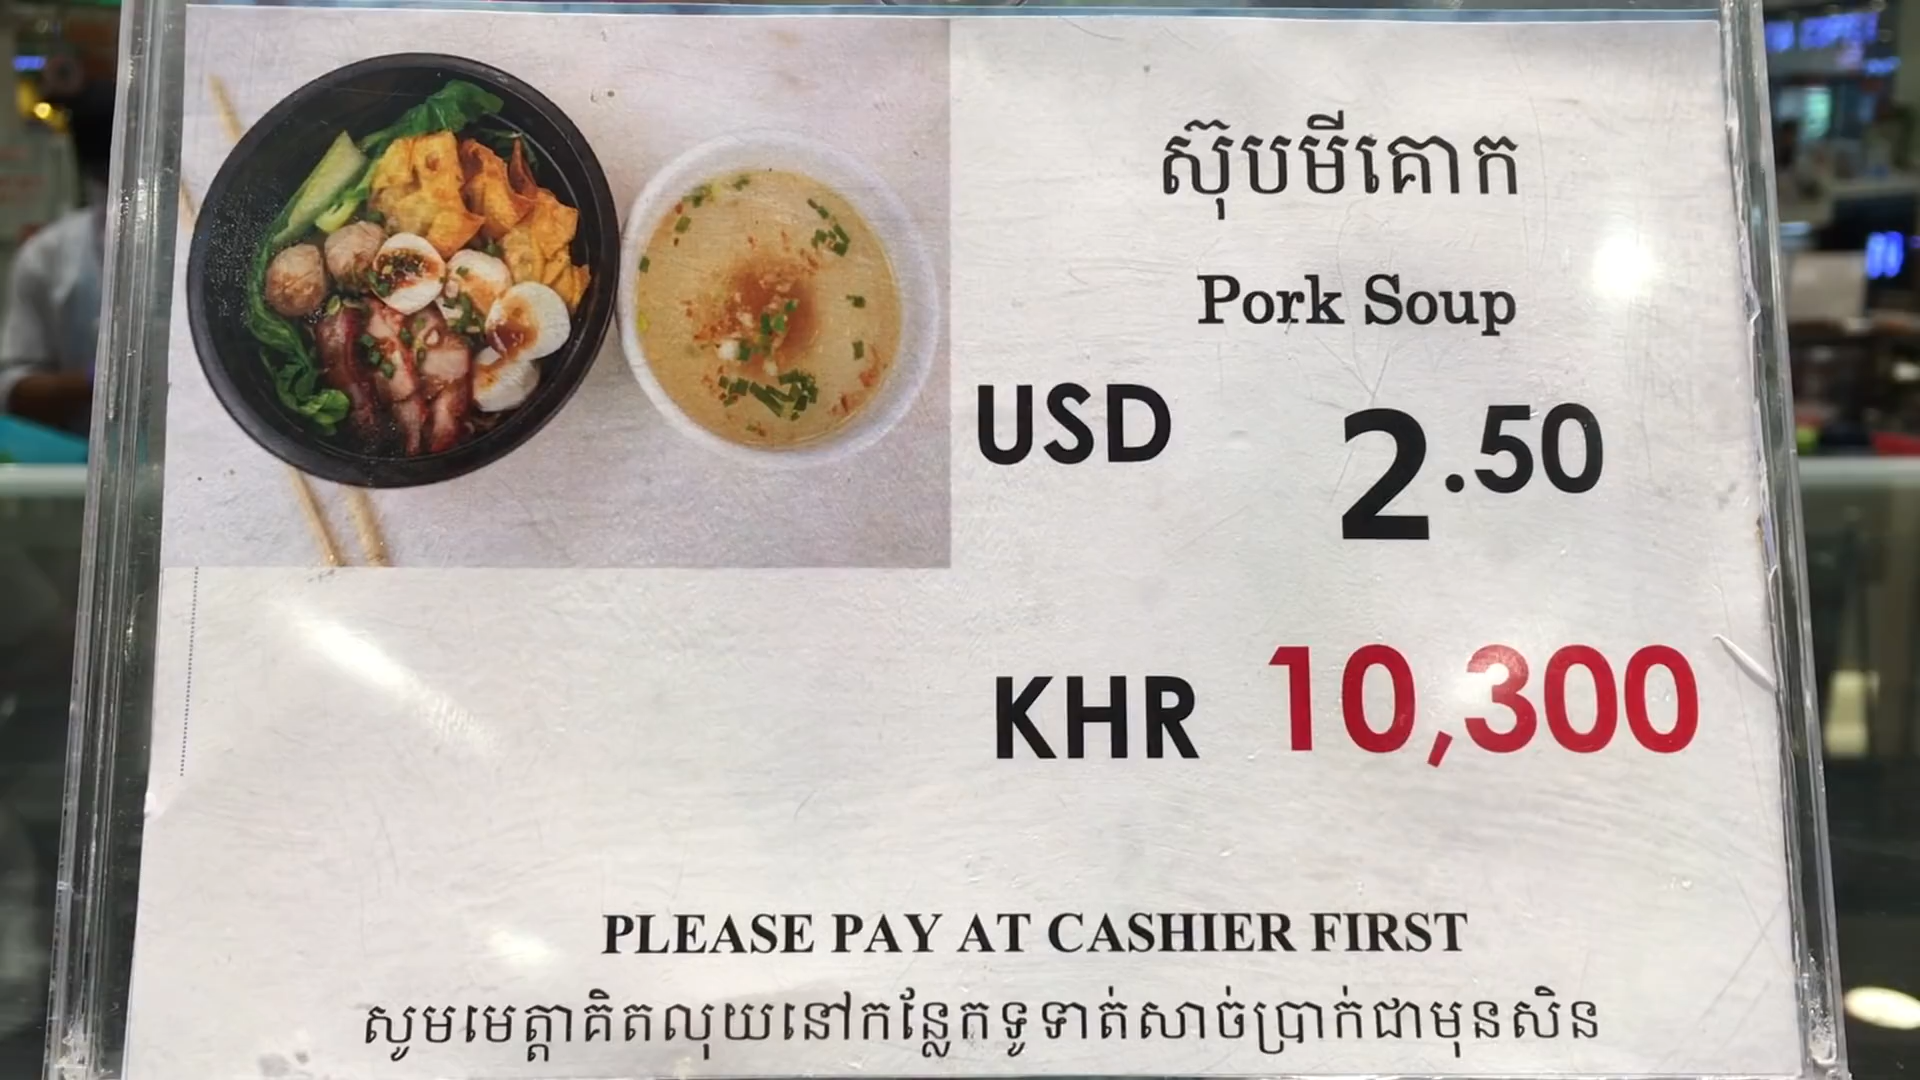 ស៊ុបមីគោក
Pork Soup
USD 2.50
KHR 10,300
PLEASE PAY AT CASHIER FIRST
សូមមេត្តាគិតលុយនៅកន្លែកទូទាត់សាច់ប្រាក់ជាមុនសិន